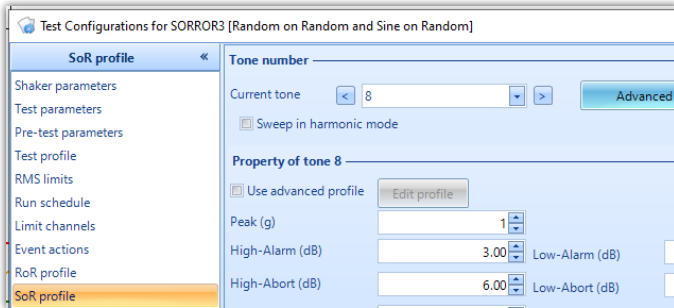 Test Configurations for SORROR3 [Random on Random and Sine on Random]
SoR profile «
Shaker parameters
Test parameters
Pre-test parameters
Test profile
RMS limits
Run schedule
Limit channels
Event actions
RoR profile
SoR profile
Tone number
Current tone < 8 > Advanced
Sweep in harmonic mode
Property of tone 8
Use advanced profile Edit profile
Peak (g) 1
High-Alarm (dB) 3.00 Low-Alarm (dB)
High-Abort (dB) 6.00 Low-Abort (dB)